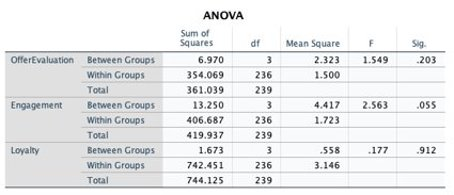 ANOVA
Sum of Squares df Mean Square F Sig.
OfferEvaluation Between Groups 6.970 3 2.323 1.549 .203
Within Groups 354.069 236 1.500
Total 361.039 239
Engagement Between Groups 13.250 3 4.417 2.563 .055
Within Groups 406.687 236 1.723
Total 419.937 239
Loyalty Between Groups 1.673 3 .558 .177 .912
Within Groups 742.451 236 3.146
Total 744.125 239